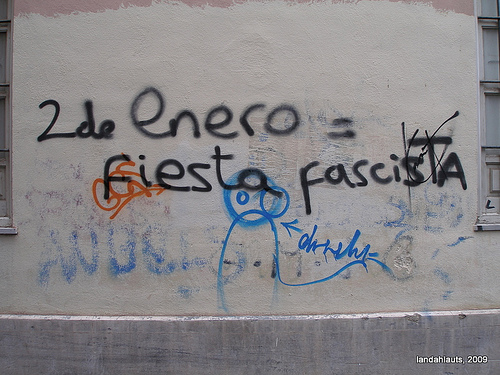 2 de Enero =
Fiesta fascista
landahlauts, 2009